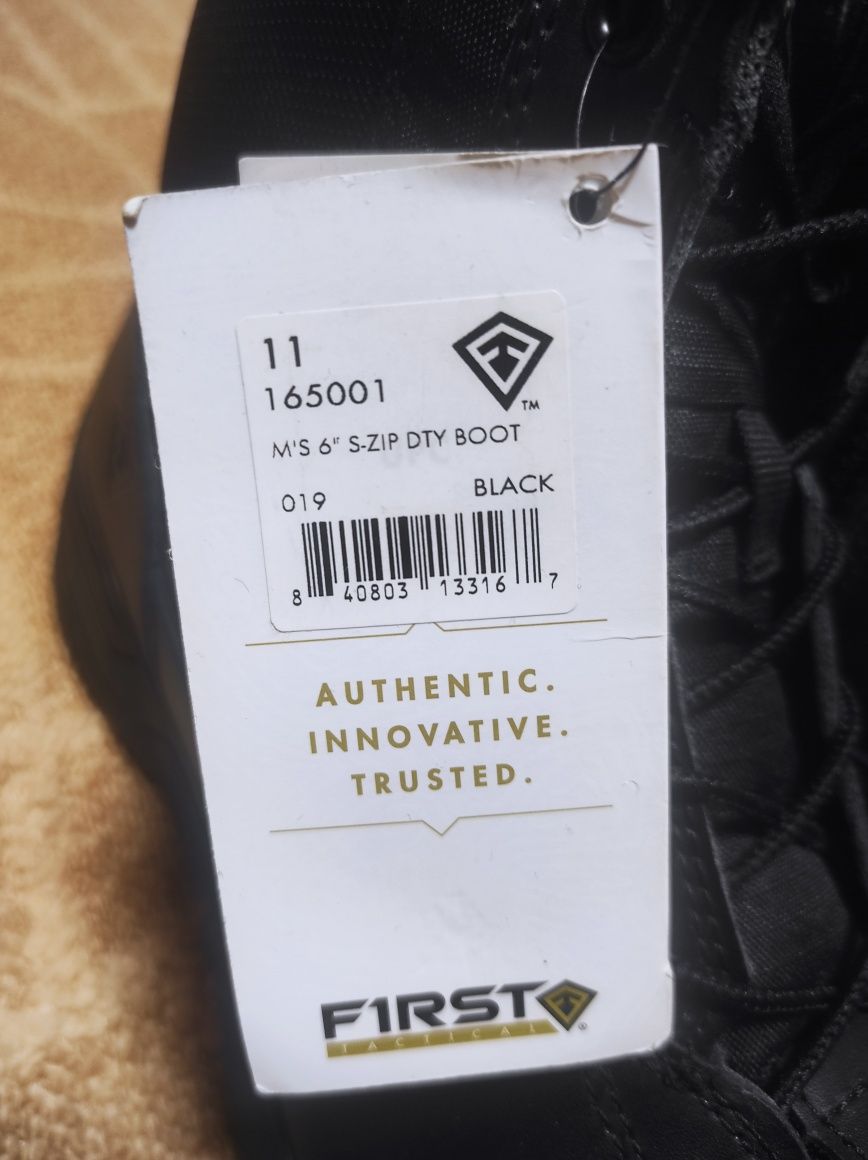 11
165001
TM
M'S 6" S-ZIP DTY BOOT
019 BLACK
8 40803 13316 7
AUTHENTIC.
INNOVATIVE.
TRUSTED.
F1RST
TACTICAL
®